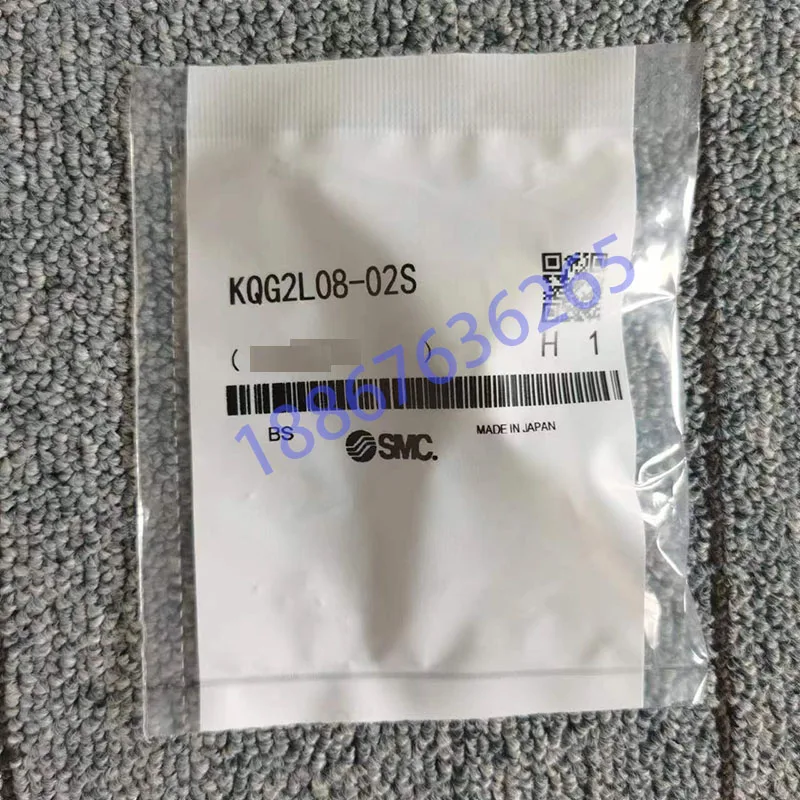 KQG2L08-02S
( )
H 1
18867636265
BS
SMC.
MADE IN JAPAN